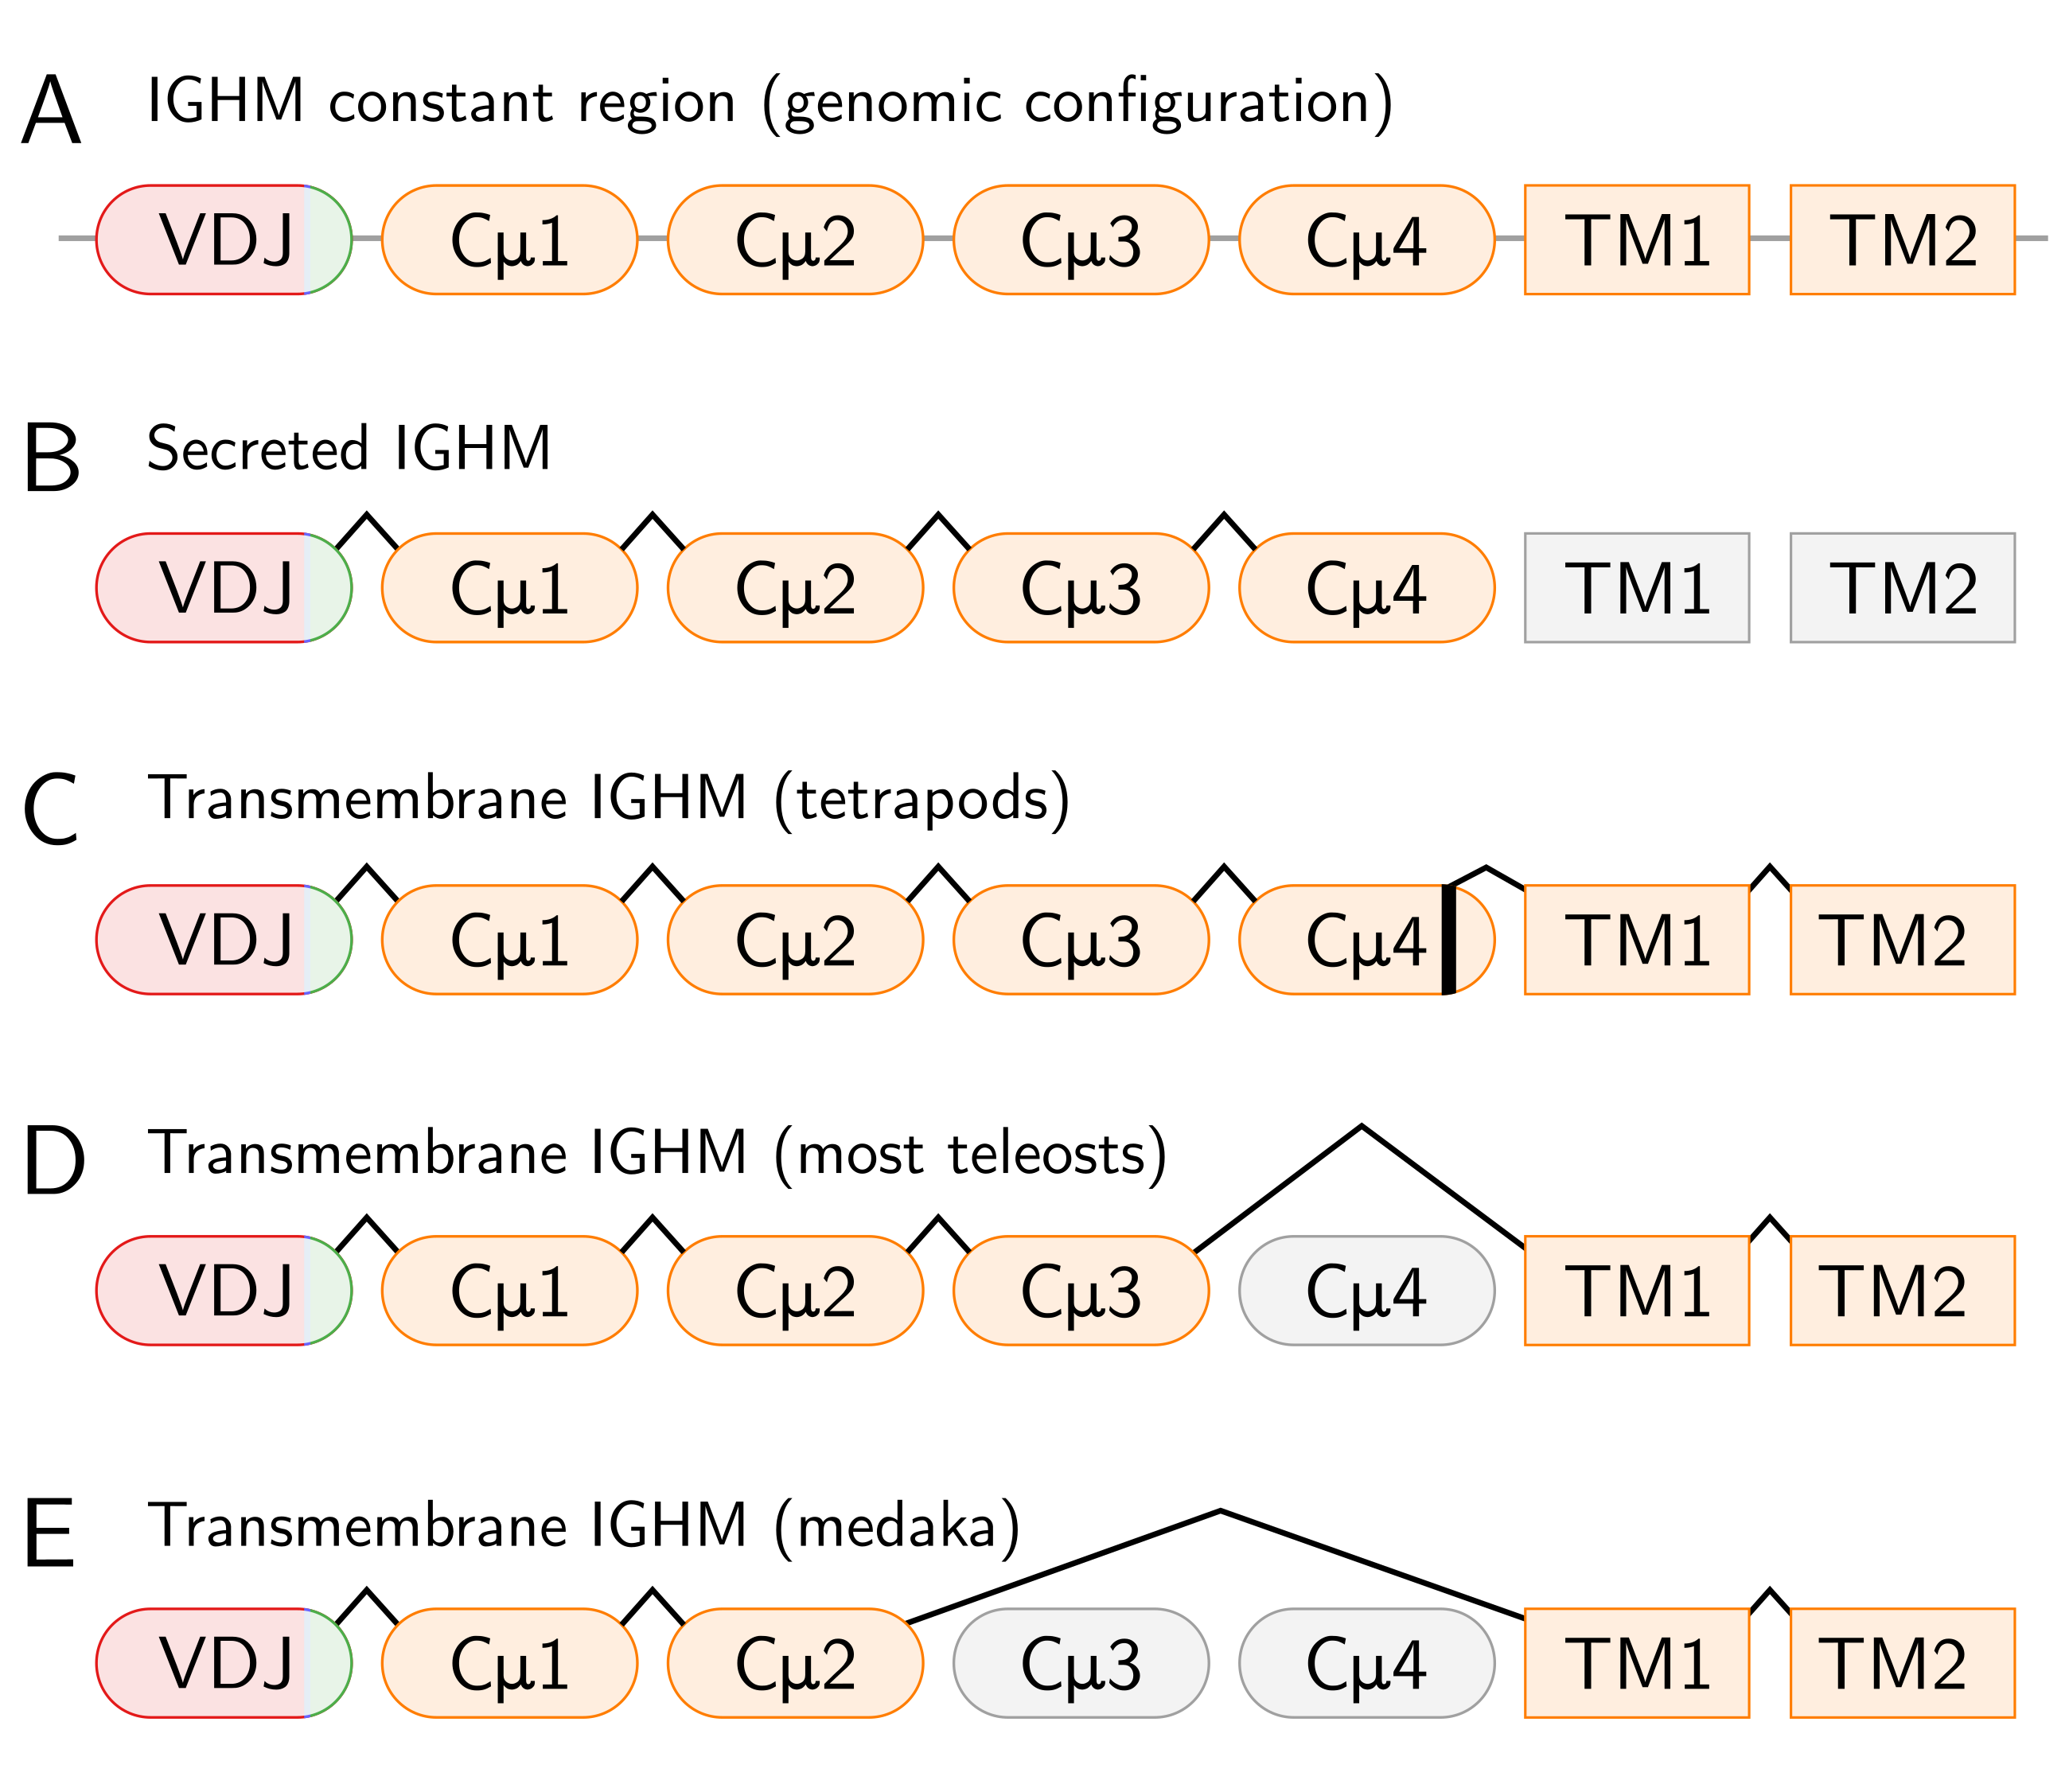 A IGHM constant region (genomic configuration)
VDJ Cµ1 Cµ2 Cµ3 Cµ4 TM1 TM2
B Secreted IGHM
VDJ Cµ1 Cµ2 Cµ3 Cµ4 TM1 TM2
C Transmembrane IGHM (tetrapods)
VDJ Cµ1 Cµ2 Cµ3 Cµ4 TM1 TM2
D Transmembrane IGHM (most teleosts)
VDJ Cµ1 Cµ2 Cµ3 Cµ4 TM1 TM2
E Transmembrane IGHM (medaka)
VDJ Cµ1 Cµ2 Cµ3 Cµ4 TM1 TM2